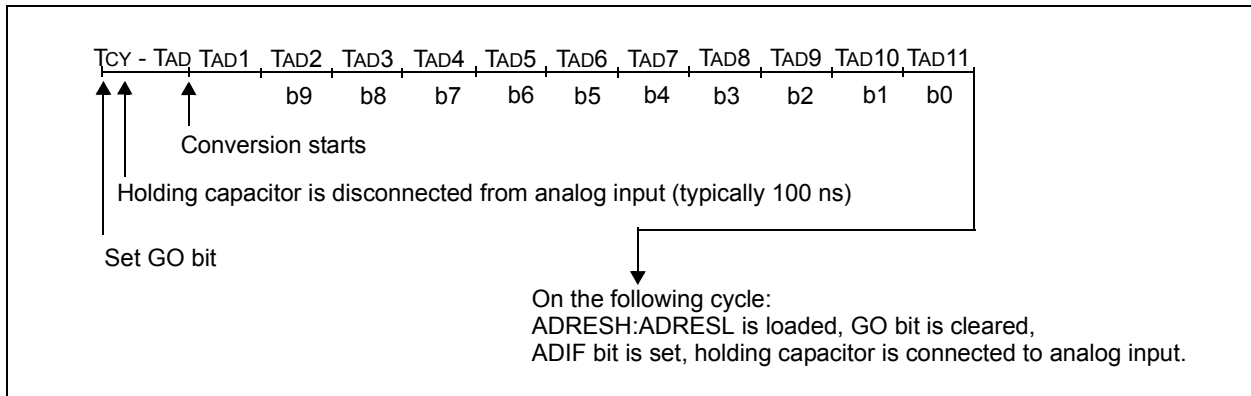 TCY - TAD TAD1 TAD2 TAD3 TAD4 TAD5 TAD6 TAD7 TAD8 TAD9 TAD10 TAD11
b9 b8 b7 b6 b5 b4 b3 b2 b1 b0
Conversion starts
Holding capacitor is disconnected from analog input (typically 100 ns)
Set GO bit
On the following cycle:
ADRESH:ADRESL is loaded, GO bit is cleared,
ADIF bit is set, holding capacitor is connected to analog input.